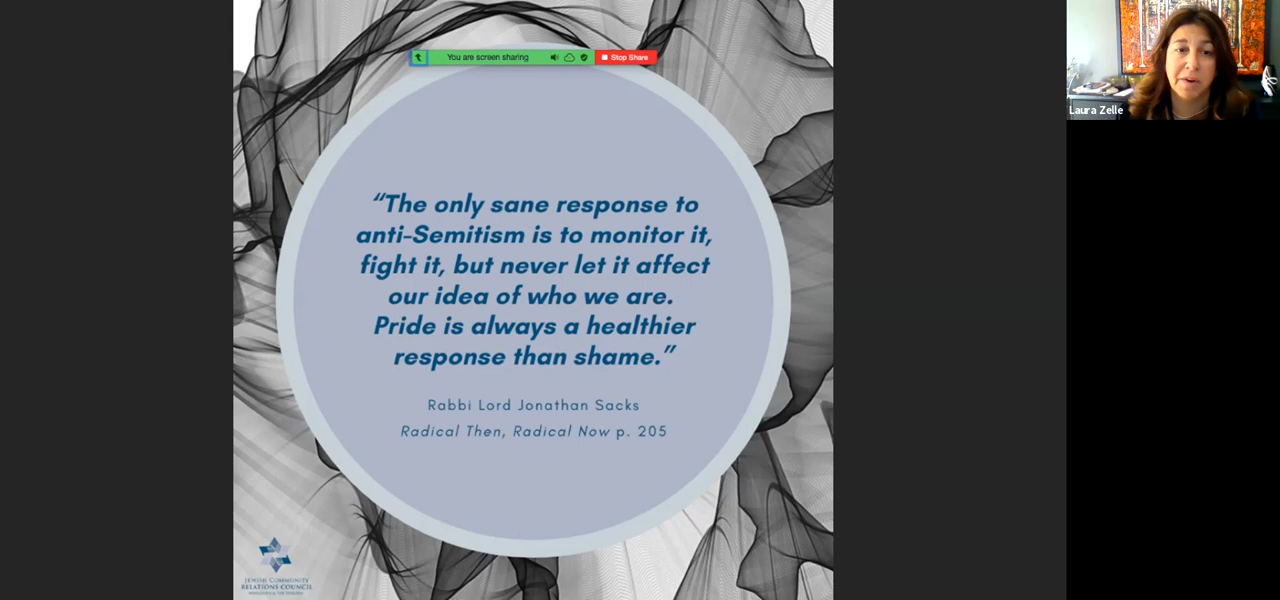 You are screen sharing
Stop Share
Laura Zelle
“The only sane response to
anti-Semitism is to monitor it,
fight it, but never let it affect
our idea of who we are.
Pride is always a healthier
response than shame.”
Rabbi Lord Jonathan Sacks
Radical Then, Radical Now p. 205
JEWISH COMMUNITY
RELATIONS COUNCIL